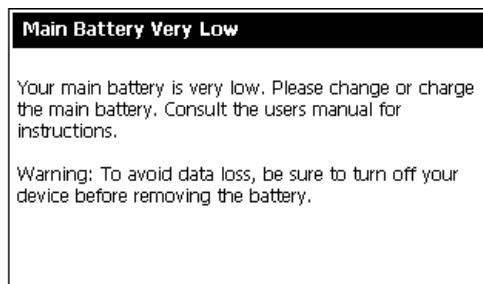 Main Battery Very Low
Your main battery is very low. Please change or charge
the main battery. Consult the users manual for
instructions.
Warning: To avoid data loss, be sure to turn off your
device before removing the battery.